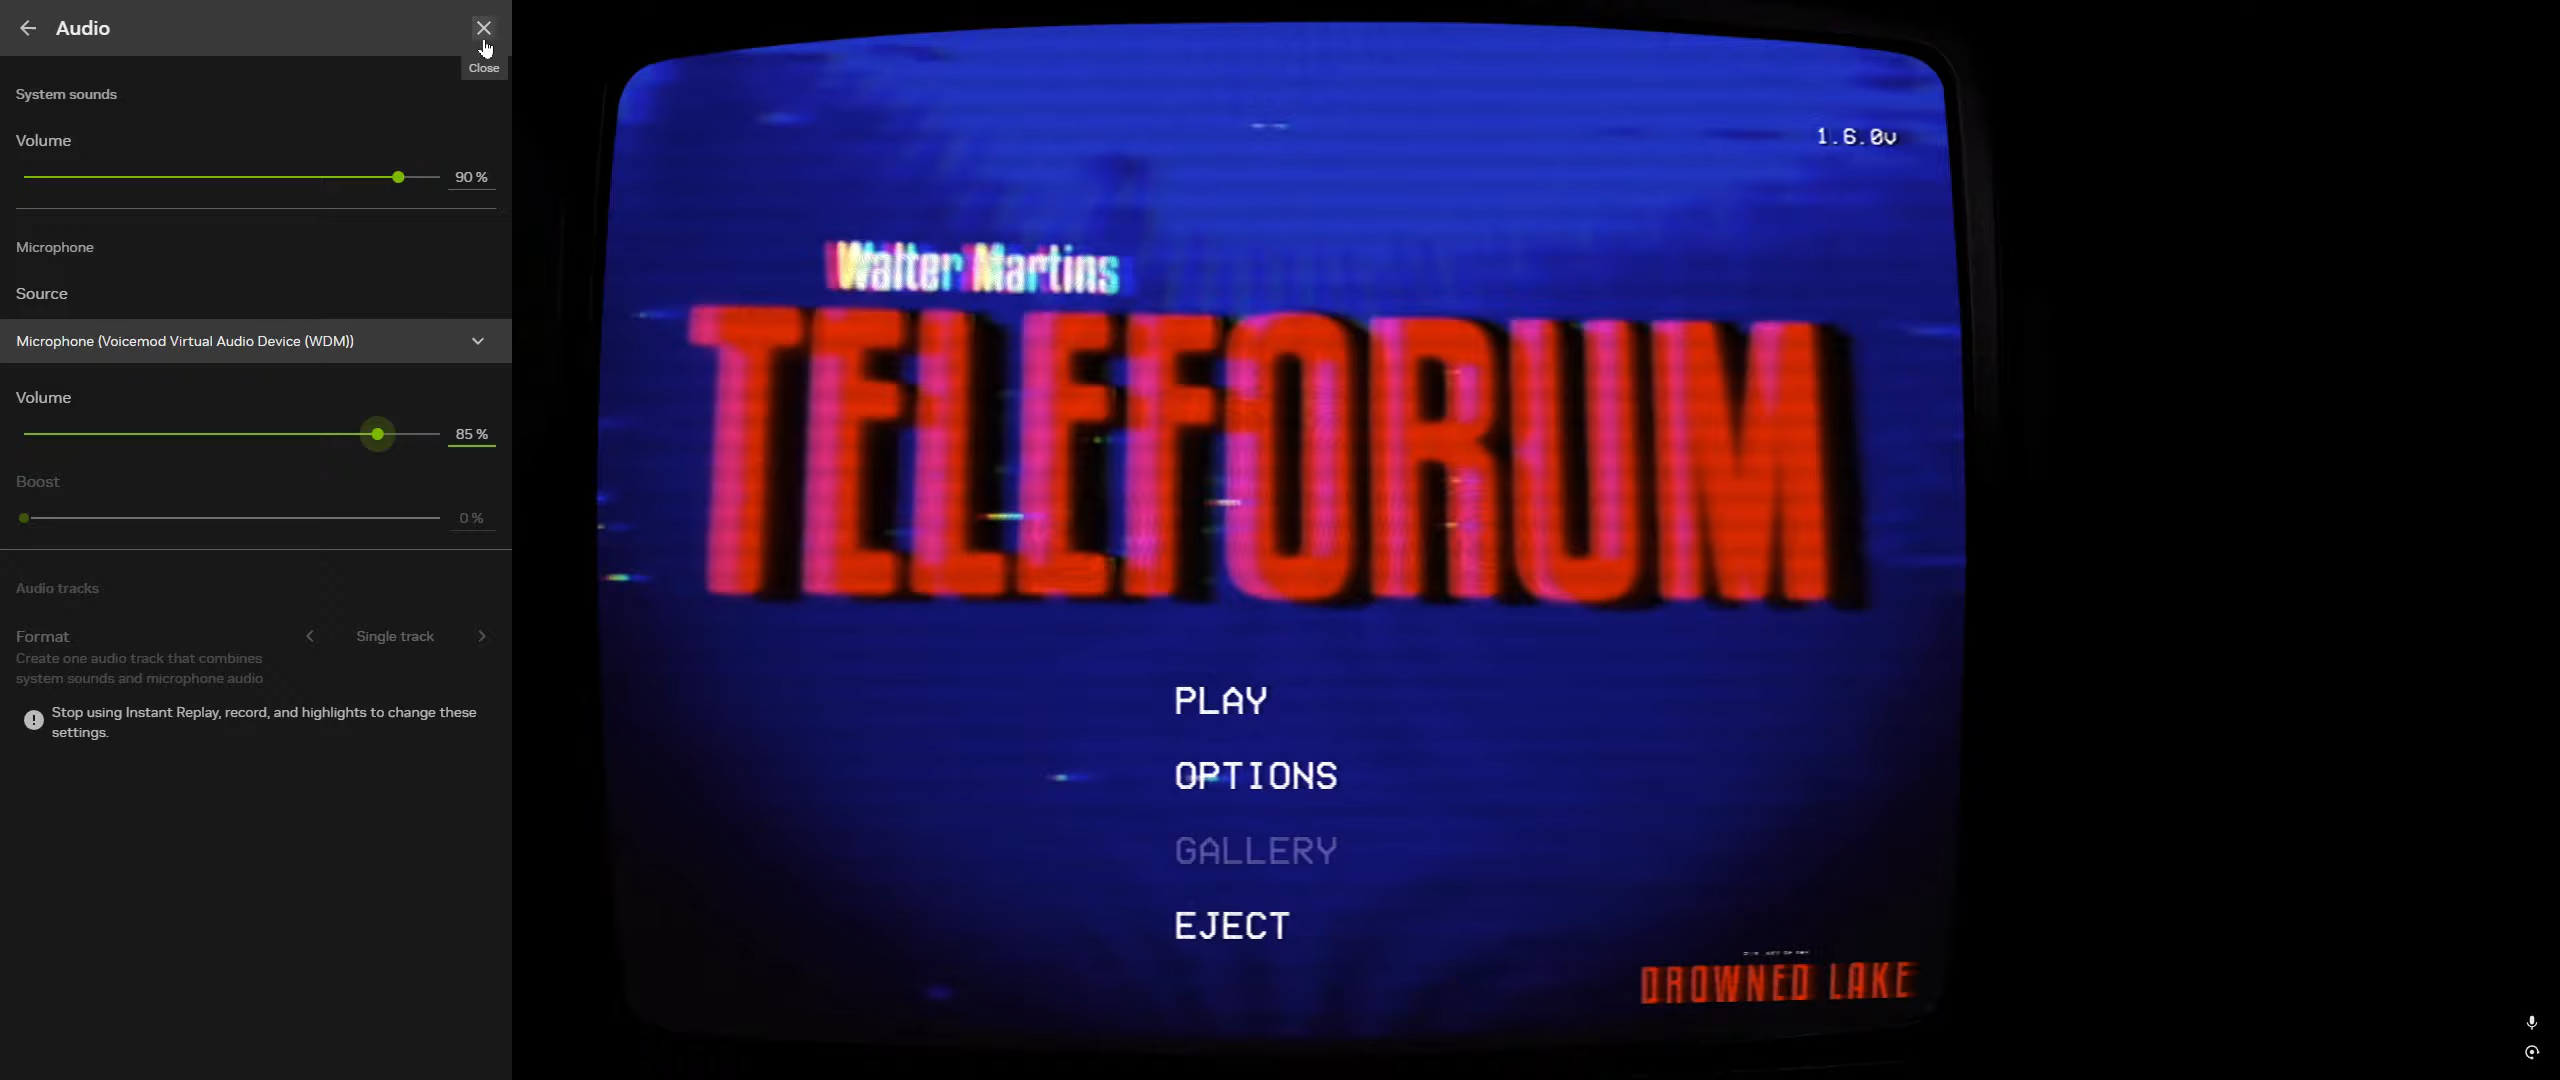 Audio
Close
System sounds
Volume
90 %
Microphone
Source
Microphone (Voicemod Virtual Audio Device (WDM))
Volume
85 %
Boost
0 %
Audio tracks
Format
Single track
Create one audio track that combines
system sounds and microphone audio
Stop using Instant Replay, record, and highlights to change these
settings.
1.6.0v
Walter Martins
TELEFORUM
PLAY
OPTIONS
GALLERY
EJECT
DROWNED LAKE